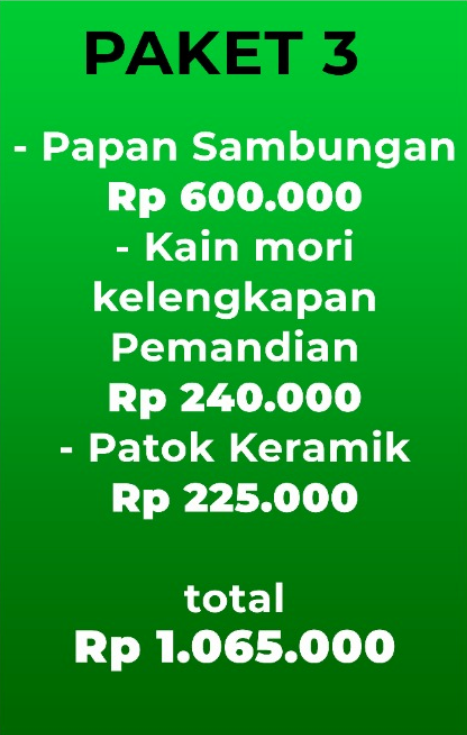 PAKET 3
- Papan Sambungan
Rp 600.000
- Kain mori
kelengkapan
Pemandian
Rp 240.000
- Patok Keramik
Rp 225.000
total
Rp 1.065.000